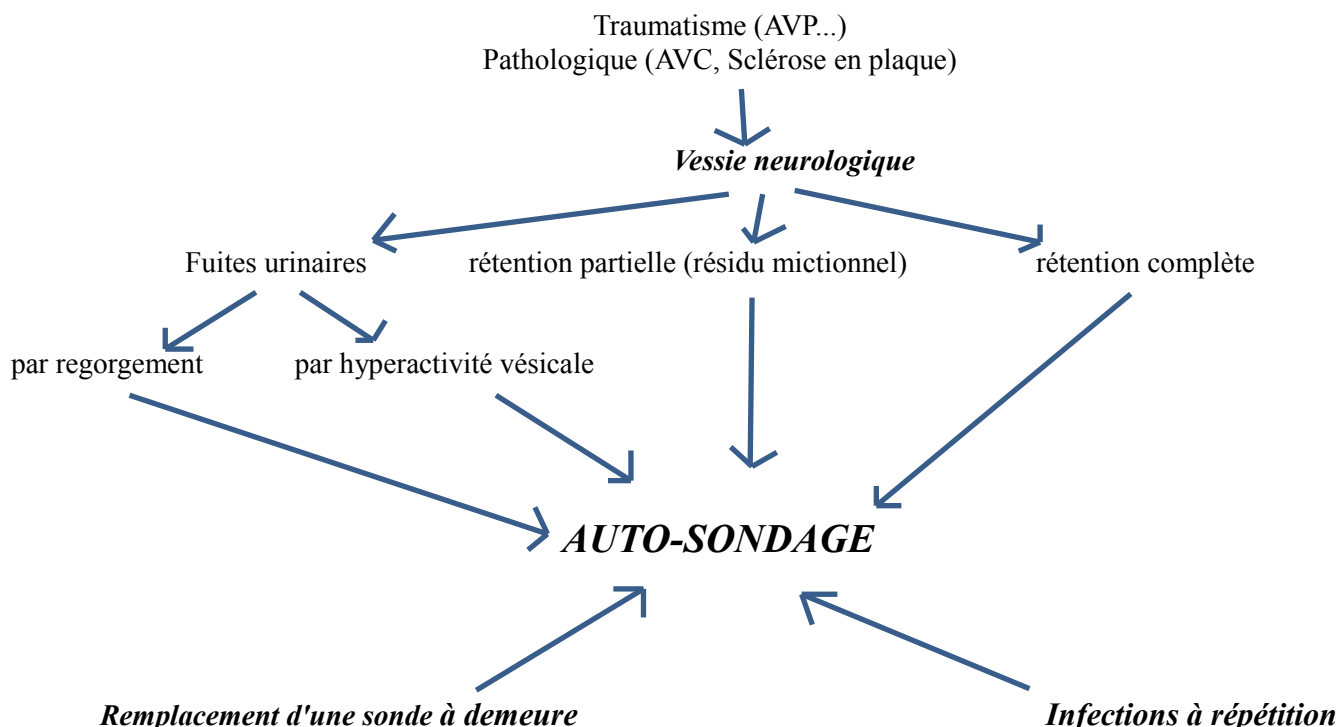 Traumatisme (AVP...)
Pathologique (AVC, Sclérose en plaque)
Vessie neurologique
Fuites urinaires
rétention partielle (résidu mictionnel)
rétention complète
par regorgement
par hyperactivité vésicale
AUTO-SONDAGE
Remplacement d'une sonde à demeure
Infections à répétition